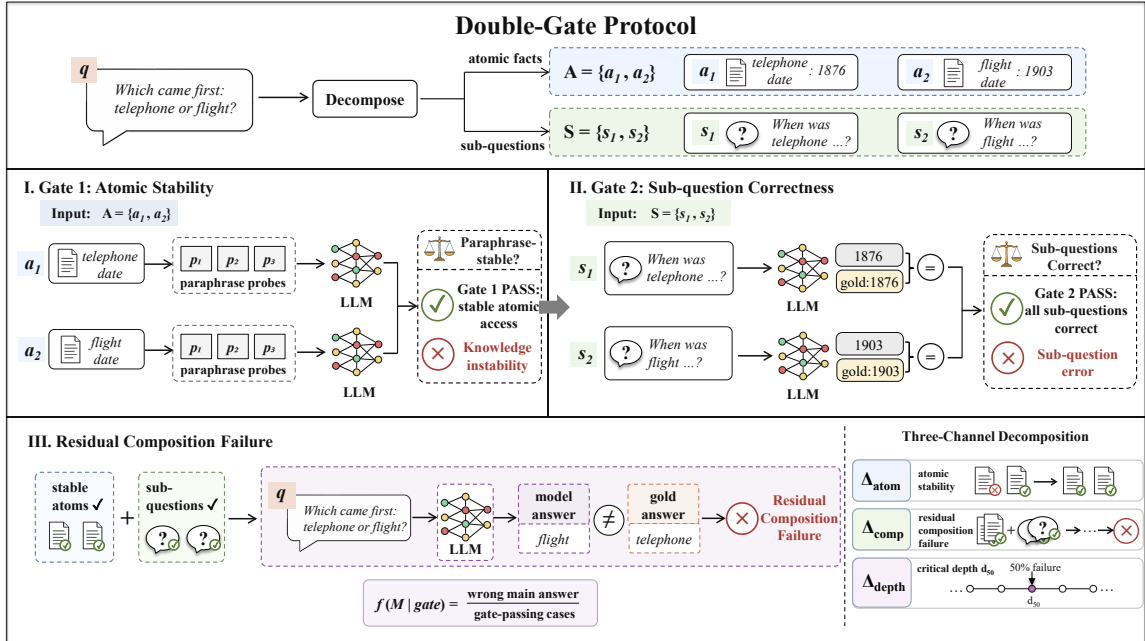 Double-Gate Protocol
q
Which came first:
telephone or flight?
Decompose
atomic facts
sub-questions
A = {a1 , a2}
a1
telephone
date
: 1876
a2
flight
date
: 1903
S = {s1 , s2}
s1
?
When was
telephone ...?
s2
?
When was
flight ...?
I. Gate 1: Atomic Stability
Input: A = {a1 , a2}
a1
telephone
date
p1
p2
p3
paraphrase probes
LLM
a2
flight
date
p1
p2
p3
paraphrase probes
LLM
Paraphrase-
stable?
Gate 1 PASS:
stable atomic
access
Knowledge
instability
II. Gate 2: Sub-question Correctness
Input: S = {s1 , s2}
s1
?
When was
telephone ...?
LLM
1876
gold:1876
=
s2
?
When was
flight ...?
LLM
1903
gold:1903
=
Sub-questions
Correct?
Gate 2 PASS:
all sub-questions
correct
Sub-question
error
III. Residual Composition Failure
stable
atoms ✓
+
sub-
questions ✓
? ?
q
Which came first:
telephone or flight?
LLM
model
answer
flight
≠
gold
answer
telephone
Residual
Composition
Failure
f (M | gate) = wrong main answer
gate-passing cases
Three-Channel Decomposition
Δatom
atomic
stability
Δcomp
residual
composition
failure
+
?
......
Δdepth
critical depth d50
50% failure
...
...
d50